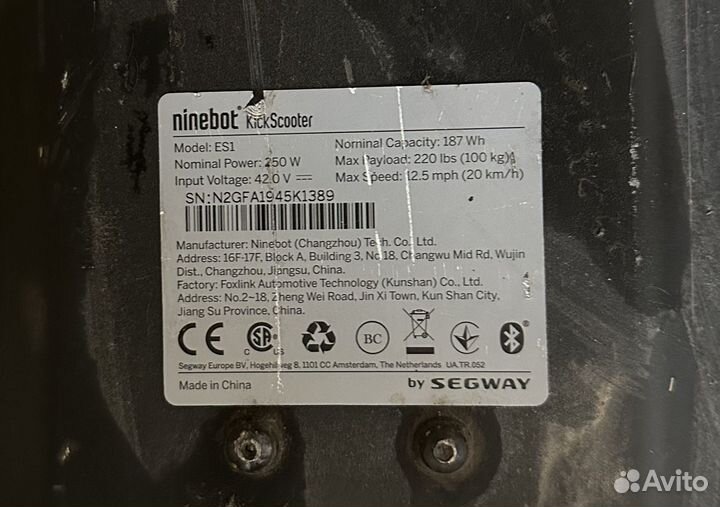 ninebot KickScooter
Model: ES1
Norninal Capacity: 187 Wh
Nominal Power: 250 W
Max Payload: 220 lbs (100 kg)
Input Voltage: 42.0 V
Max Speed: 12.5 mph (20 km/h)
SN:N2GFA1945K1389
Manufacturer: Ninebot (Changzhou) Tech. Co., Ltd.
Address: 16F-17F, Block A, Building 3, No.18, Changwu Mid Rd, Wujin
Dist., Changzhou, Jiangsu, China.
Factory: Foxlink Automotive Technology (Kunshan) Co., Ltd.
Address: No.2~18, Zheng Wei Road, Jin Xi Town, Kun Shan City,
Jiang Su Province, China.
CE
C US
BC
Segway Europe BV, Hogehilweg 8, 1101 CC Amsterdam, The Netherlands UA.TR.052
Made in China
by SEGWAY
Avito